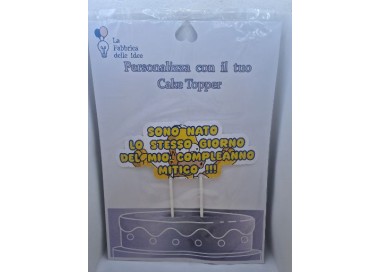 La
Fabbrica
delle Idee
Personalizza con il tuo
Cake Topper
SONO NATO
LO STESSO GIORNO
DEL MIO COMPLEANNO
MITICO !!!